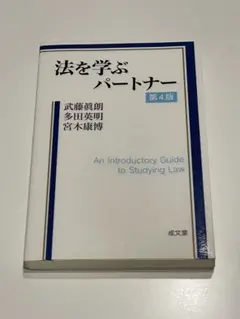 法を学ぶ
パートナー
第4版
武藤眞朗
多田英明
宮木康博
An Introductory Guide
to Studying Law
成文堂